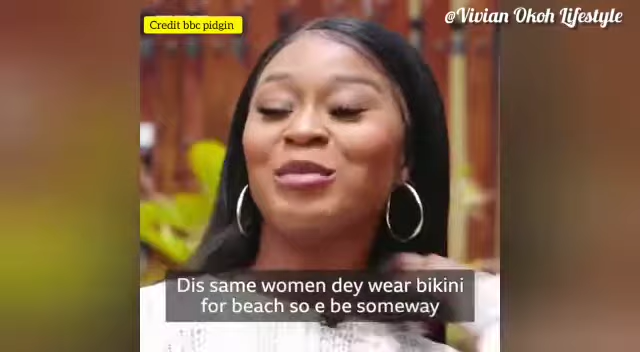 Credit bbc pidgin
@Vivian Okoh Lifestyle
Dis same women dey wear bikini
for beach so e be someway